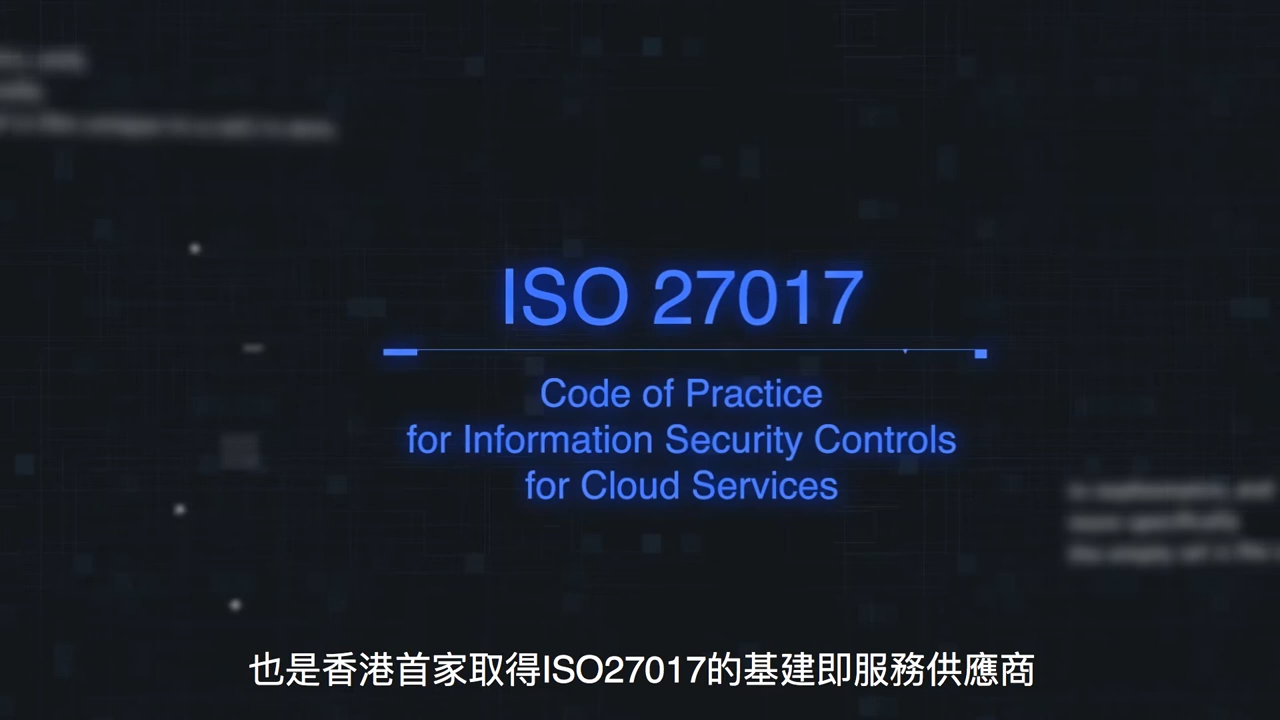 ISO 27017
Code of Practice
for Information Security Controls
for Cloud Services
也是香港首家取得ISO27017的基建即服務供應商